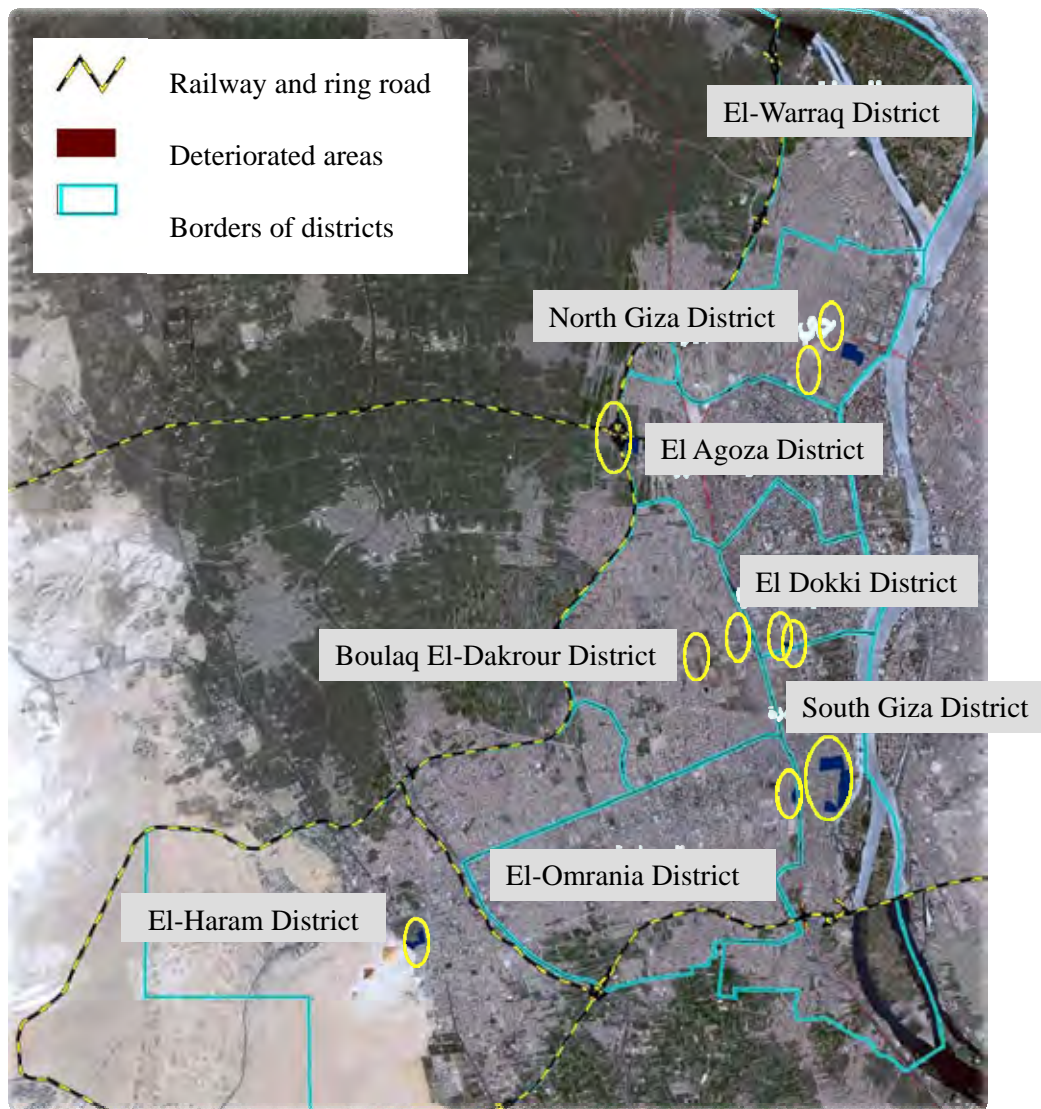 Railway and ring road
Deteriorated areas
Borders of districts
El-Warraq District
North Giza District
El Agoza District
El Dokki District
Boulaq El-Dakrour District
South Giza District
El-Omrania District
El-Haram District